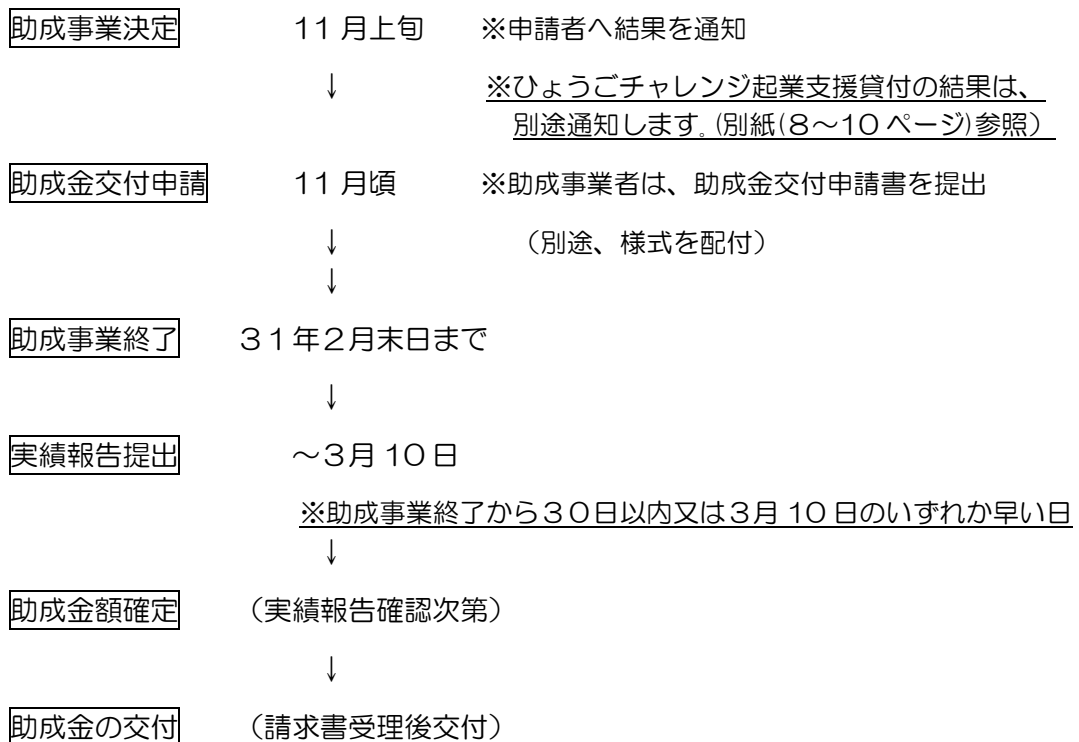 助成事業決定 11月上旬 ※申請者へ結果を通知
↓ ※ひょうごチャレンジ起業支援貸付の結果は、
別途通知します。(別紙(8～10ページ)参照）
助成金交付申請 11月頃 ※助成事業者は、助成金交付申請書を提出
↓ （別途、様式を配付）
↓
助成事業終了 ３１年２月末日まで
↓
実績報告提出 ～３月10日
※助成事業終了から３０日以内又は３月10日のいずれか早い日
↓
助成金額確定 （実績報告確認次第）
↓
助成金の交付 （請求書受理後交付）